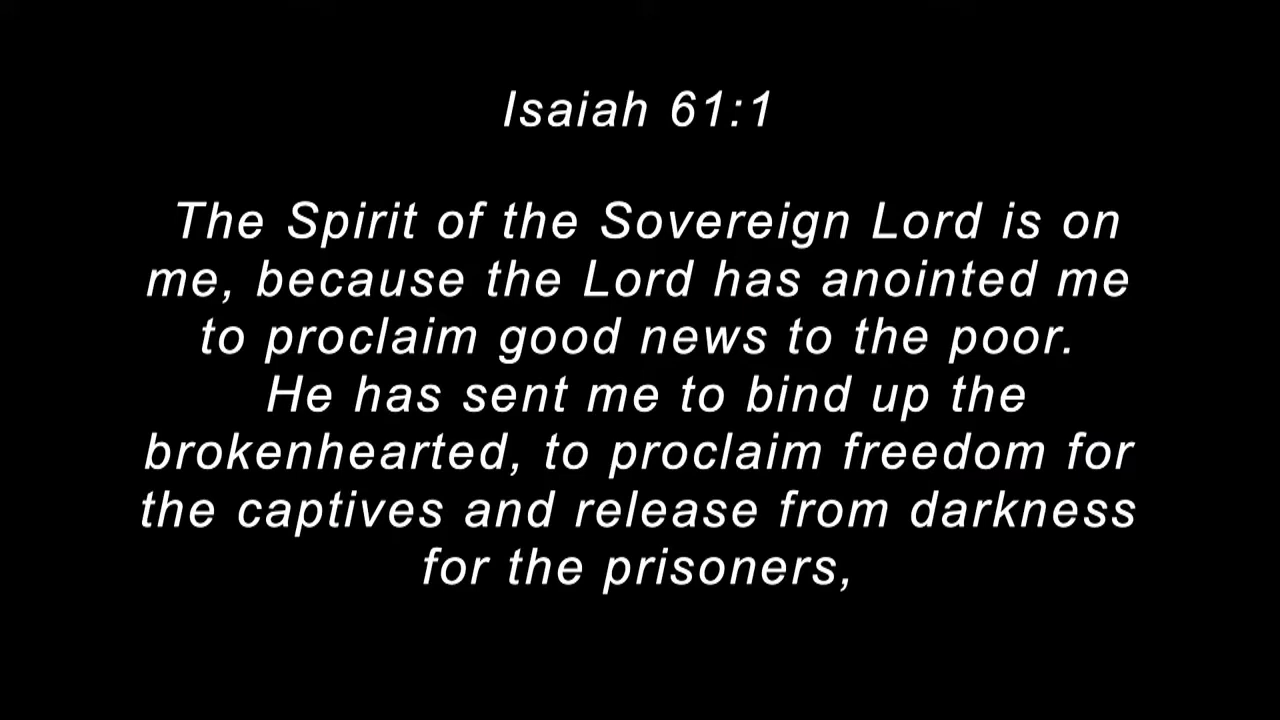 Isaiah 61:1
The Spirit of the Sovereign Lord is on
me, because the Lord has anointed me
to proclaim good news to the poor.
He has sent me to bind up the
brokenhearted, to proclaim freedom for
the captives and release from darkness
for the prisoners,